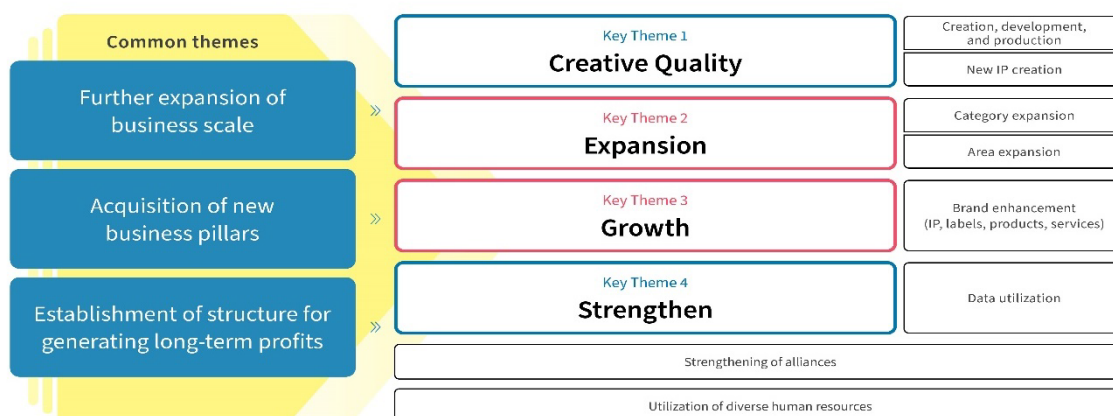 Common themes
Further expansion of
business scale
»
Acquisition of new
business pillars
»
Establishment of structure for
generating long-term profits
»
Key Theme 1
Creative Quality
Creation, development,
and production
New IP creation
Key Theme 2
Expansion
Category expansion
Area expansion
Key Theme 3
Growth
Brand enhancement
(IP, labels, products, services)
Key Theme 4
Strengthen
Data utilization
Strengthening of alliances
Utilization of diverse human resources